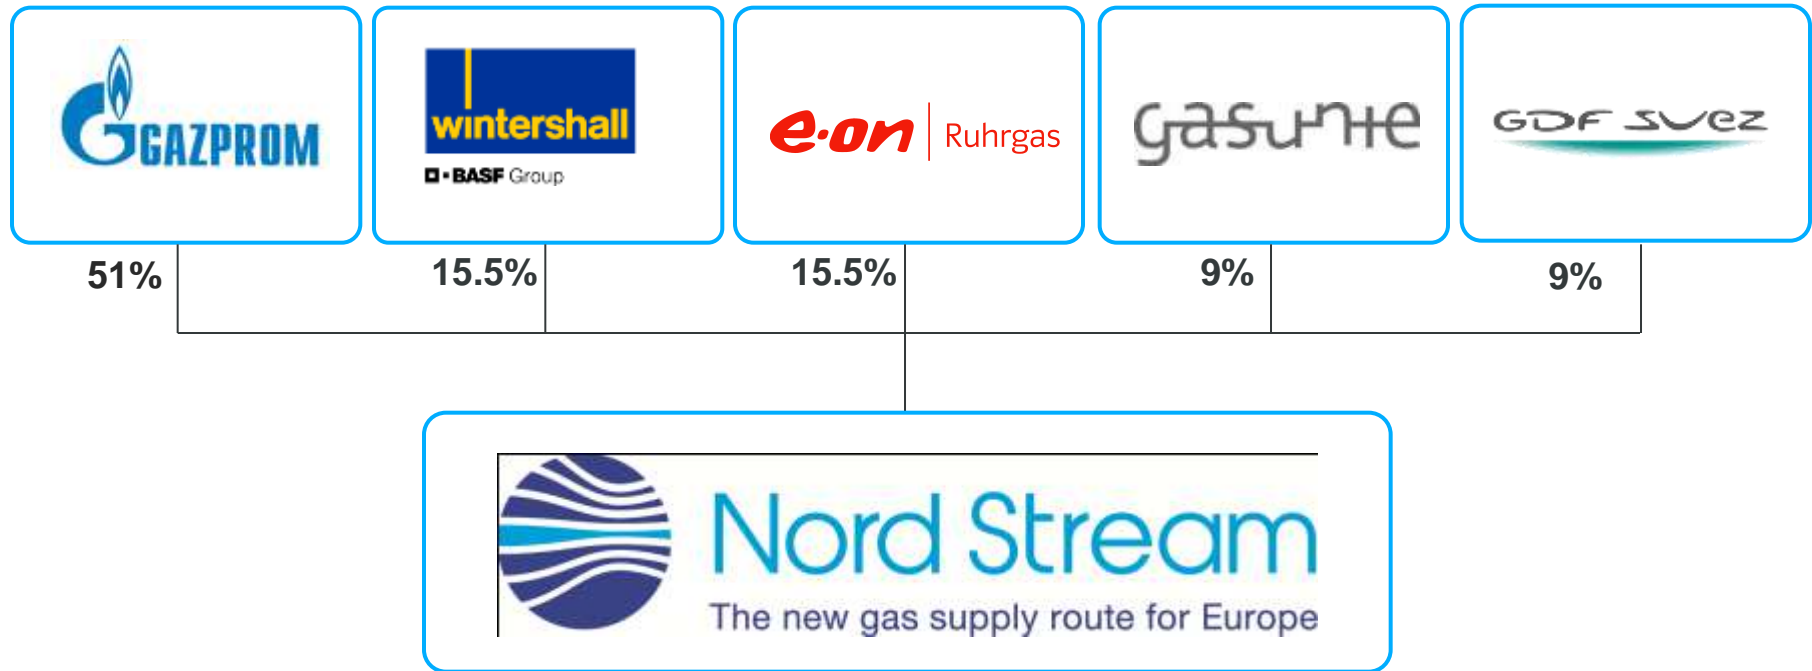 GAZPROM
wintershall
BASF Group
e·on Ruhrgas
gasunie
GDF SUEZ
51%
15.5%
15.5%
9%
9%
Nord Stream
The new gas supply route for Europe